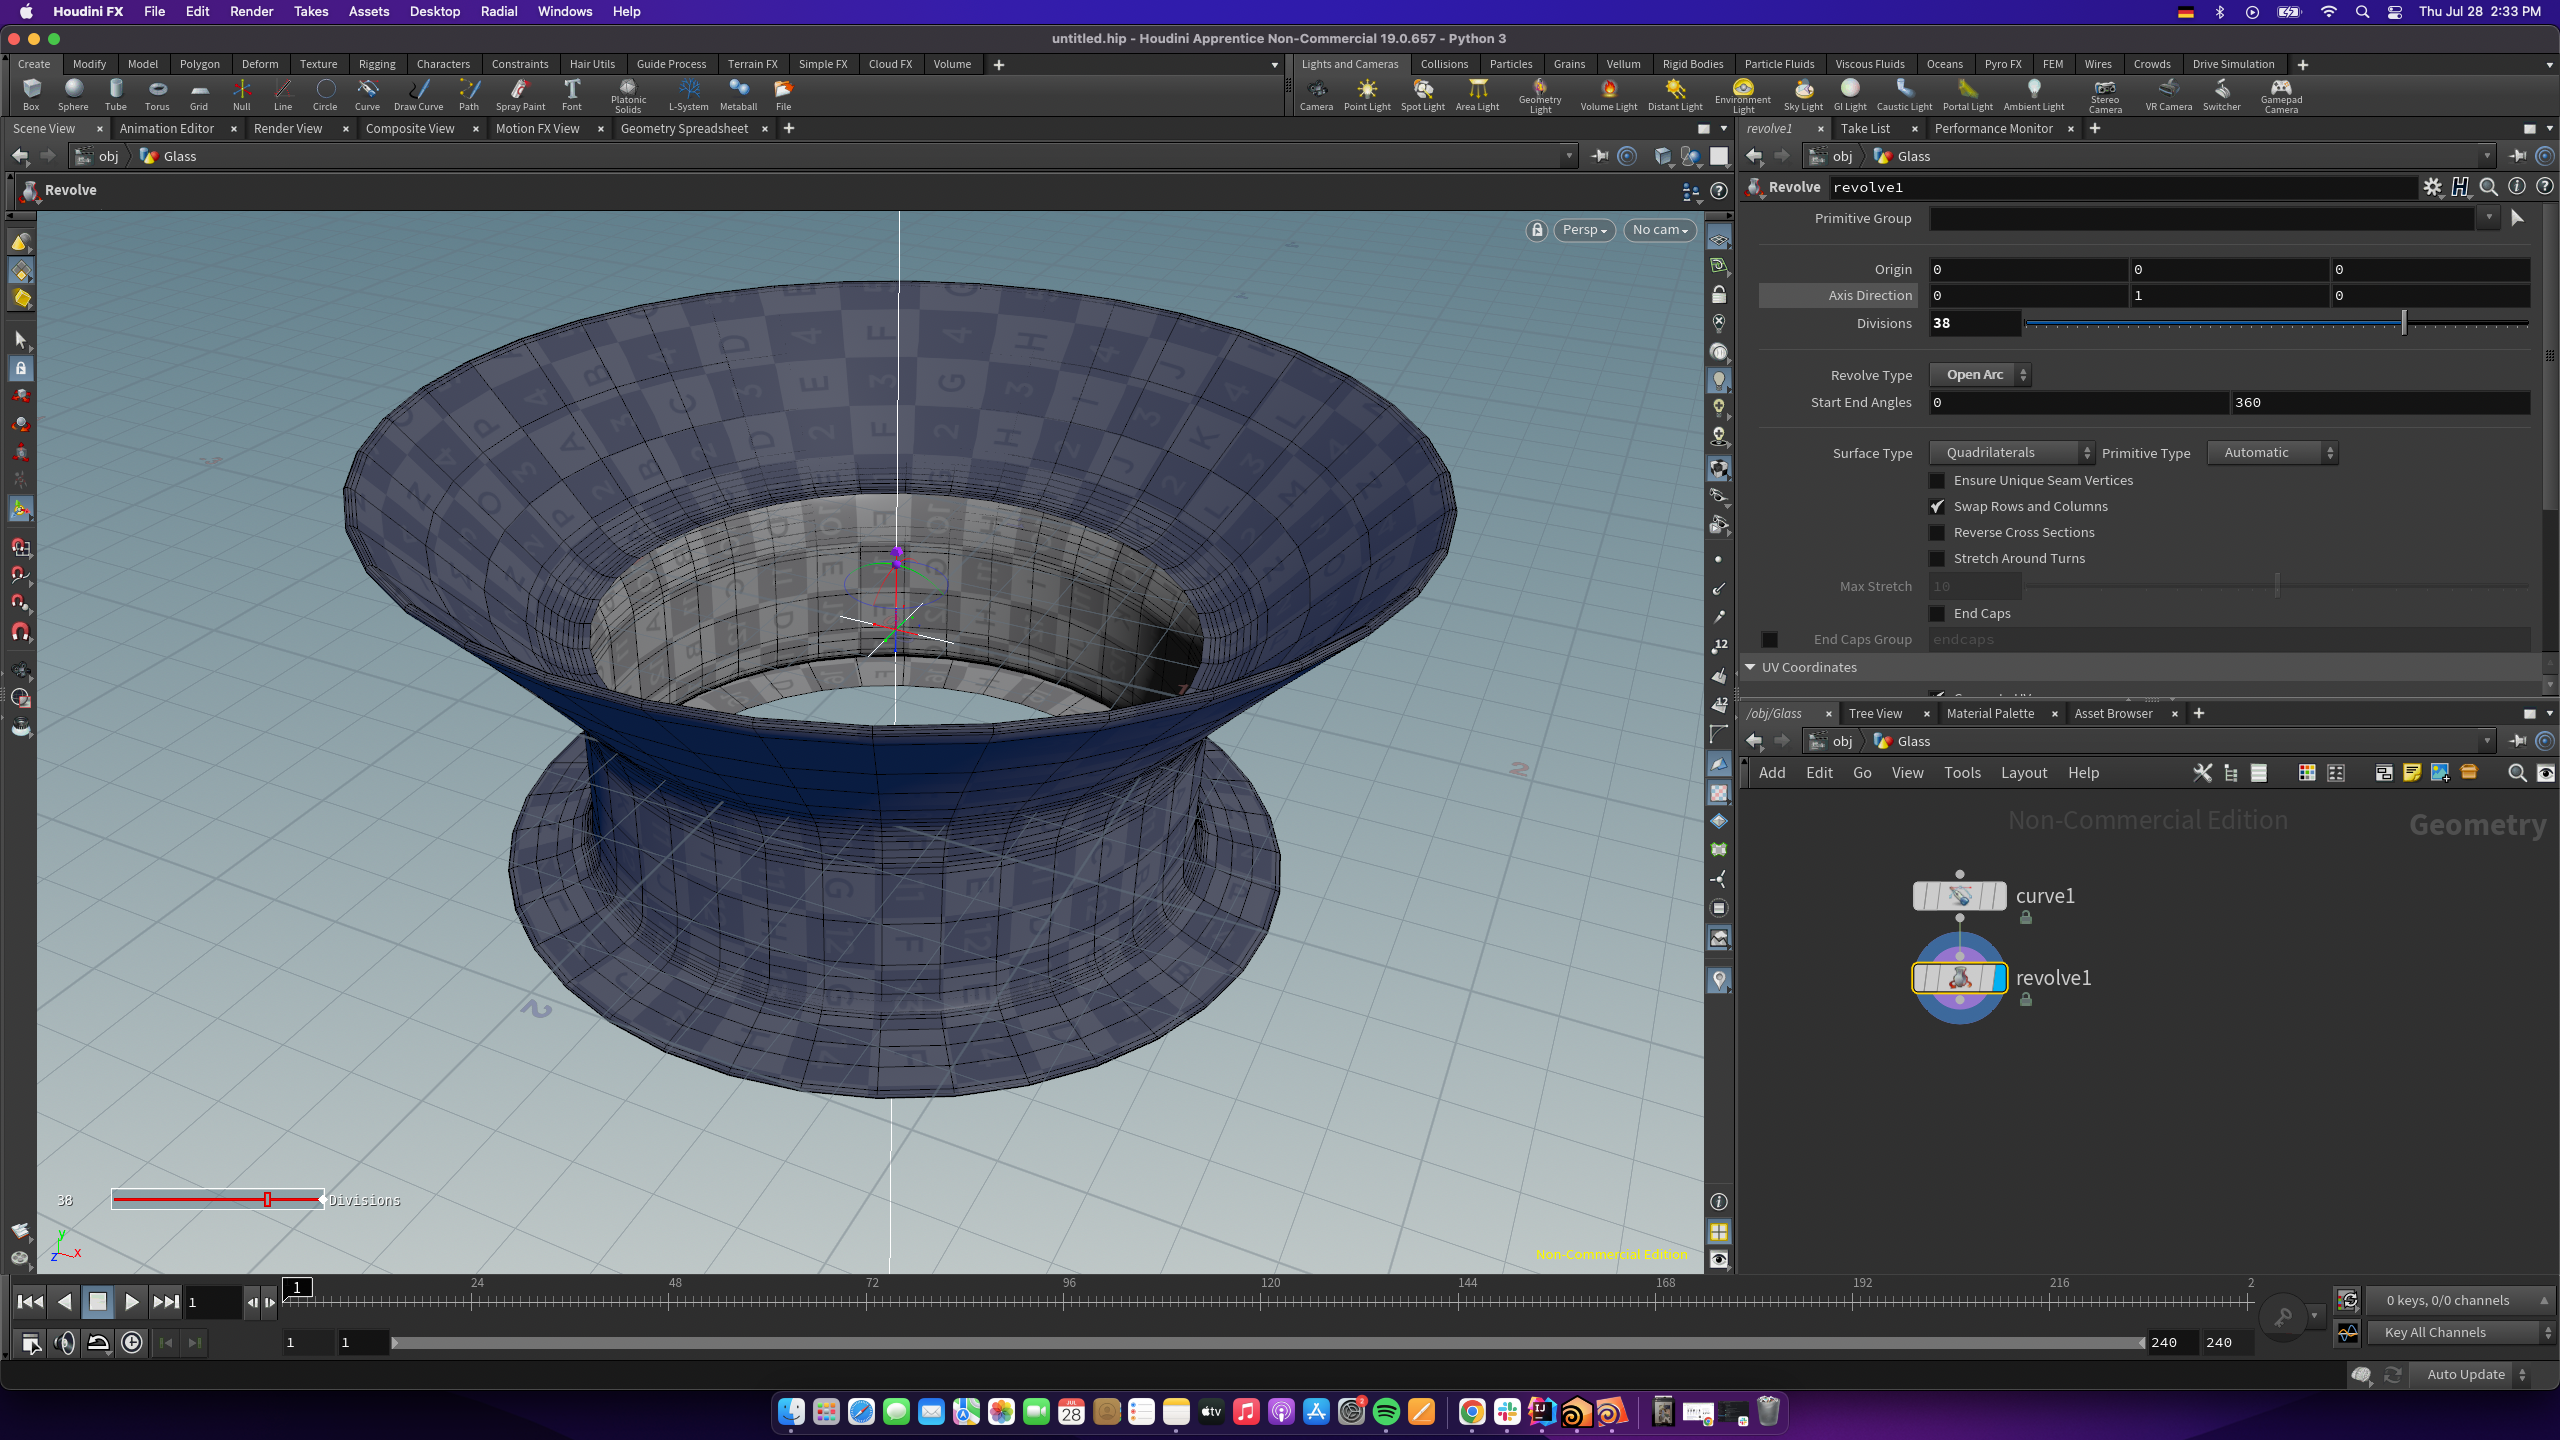 Houdini FX File Edit Render Takes Assets Desktop Radial Windows Help Thu Jul 28 2:33 PM
untitled.hip - Houdini Apprentice Non-Commercial 19.0.657 - Python 3
Create Modify Model Polygon Deform Texture Rigging Characters Constraints Hair Utils Guide Process Terrain FX Simple FX Cloud FX Volume
Lights and Cameras Collisions Particles Grains Vellum Rigid Bodies Particle Fluids Viscous Fluids Oceans Pyro FX FEM Wires Crowds Drive Simulation
Box Sphere Tube Torus Grid Null Line Circle Curve Draw Curve Path Spray Paint Font Platonic Solids L-System Metaball File
Camera Point Light Spot Light Area Light Geometry Light Volume Light Distant Light Environment Light Sky Light GI Light Caustic Light Portal Light Ambient Light Stereo Camera VR Camera Switcher Gamepad Camera
Scene View Animation Editor Render View Composite View Motion FX View Geometry Spreadsheet
revolve1 Take List Performance Monitor
obj Glass
obj Glass
Revolve
Revolve revolve1
Persp No cam
Primitive Group
Origin 0 0 0
Axis Direction 0 1 0
Divisions 38
Revolve Type Open Arc
Start End Angles 0 360
Surface Type Quadrilaterals Primitive Type Automatic
Ensure Unique Seam Vertices
Swap Rows and Columns
Reverse Cross Sections
Stretch Around Turns
Max Stretch 10
End Caps
End Caps Group endcaps
UV Coordinates
/obj/Glass Tree View Material Palette Asset Browser
obj Glass
Add Edit Go View Tools Layout Help
Non-Commercial Edition Geometry
curve1
revolve1
2
2
38 Divisions
y
z x
Non-Commercial Edition
1 24 48 72 96 120 144 168 192 216 2
1
0 keys, 0/0 channels
1 1 240 240
Key All Channels
Auto Update
JUL
28
tv